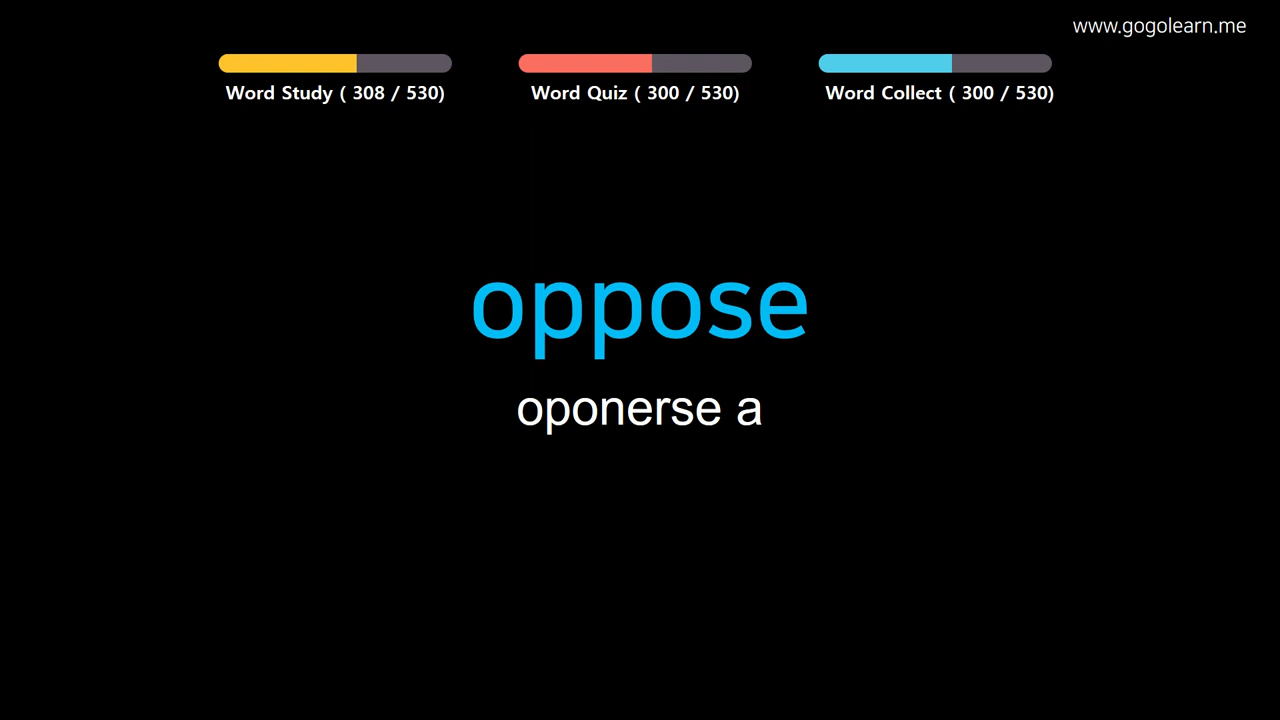 www.gogolearn.me
Word Study ( 308 / 530)
Word Quiz ( 300 / 530)
Word Collect ( 300 / 530)
oppose
oponerse a